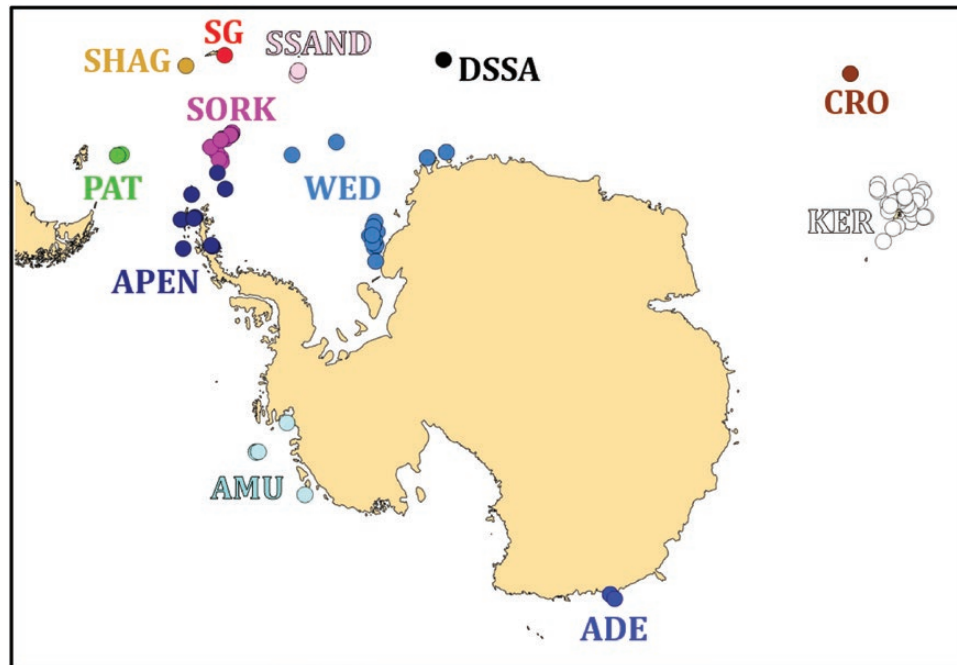 SG
SSAND
SHAG
DSSA
CRO
SORK
PAT
WED
KER
APEN
AMU
ADE